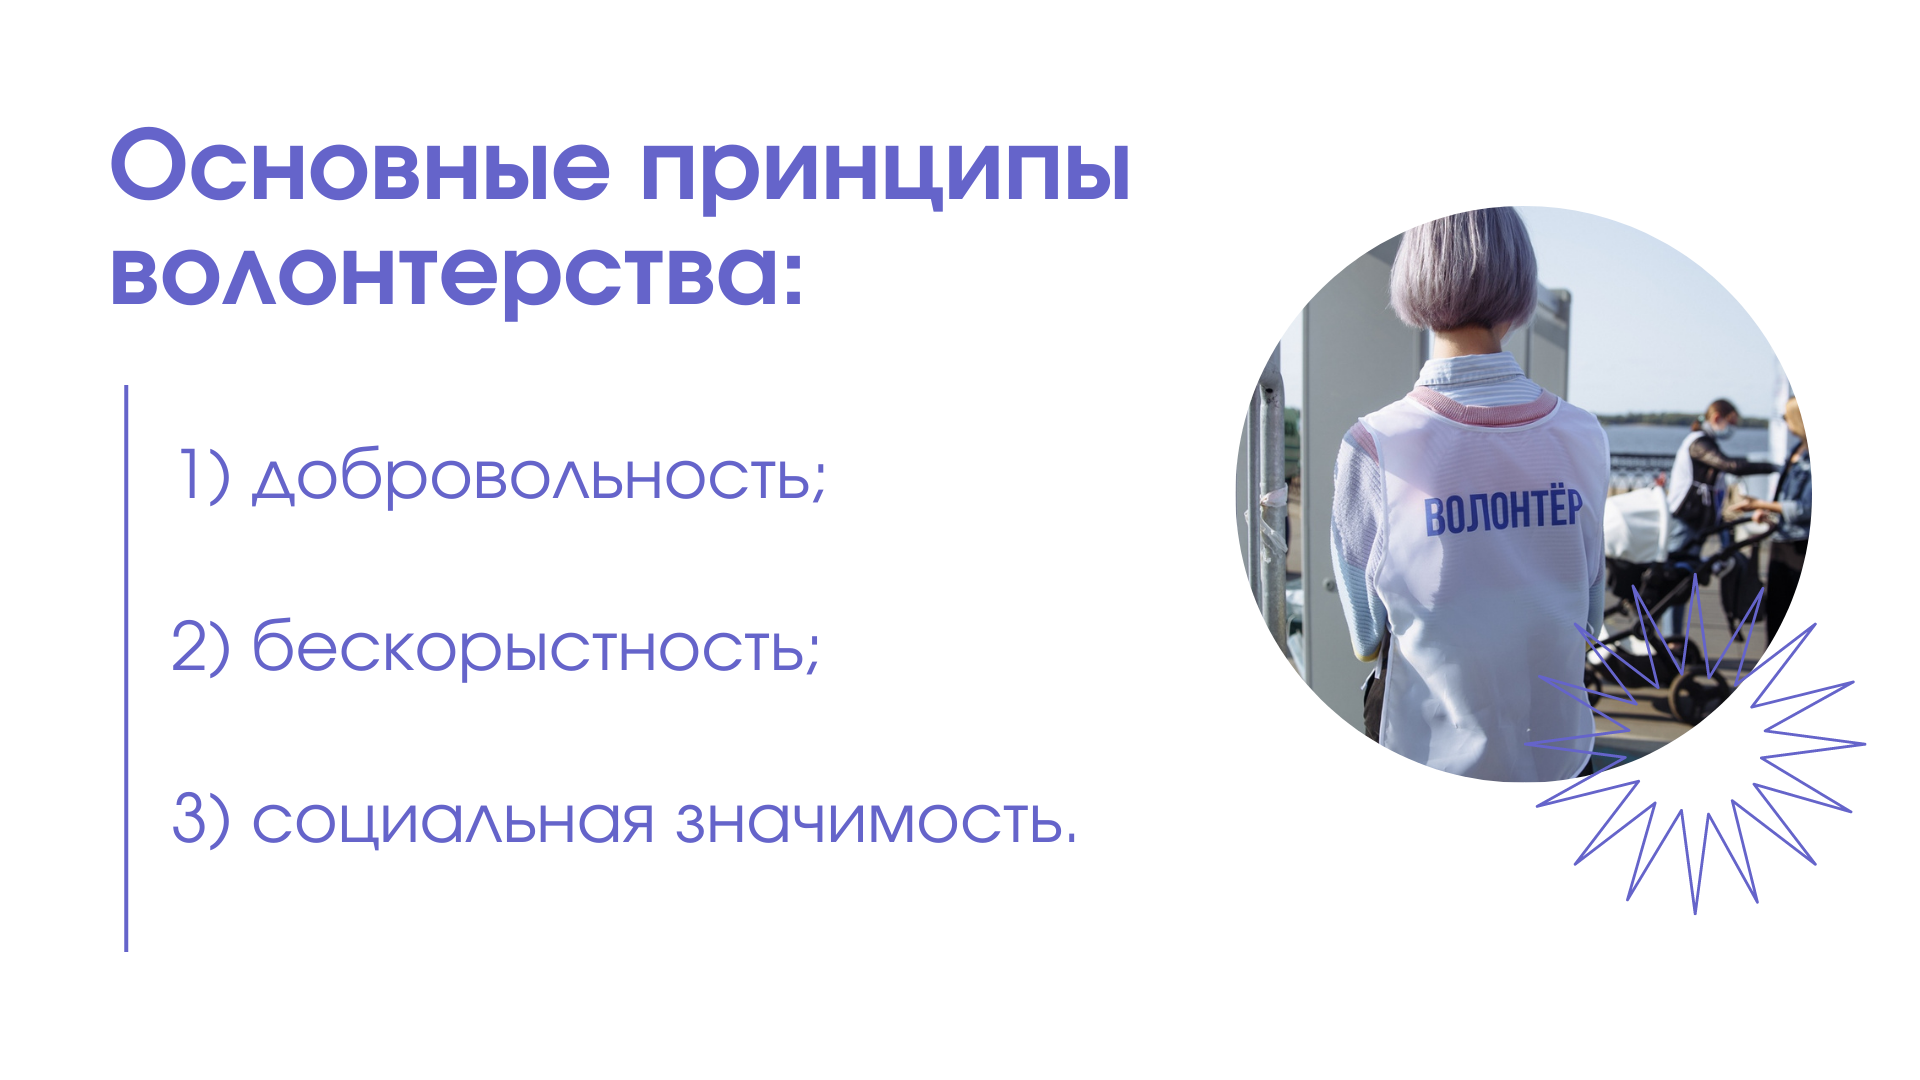 Основные принципы
волонтерства:
1) добровольность;
2) бескорыстность;
3) социальная значимость.
ВОЛОНТЁР